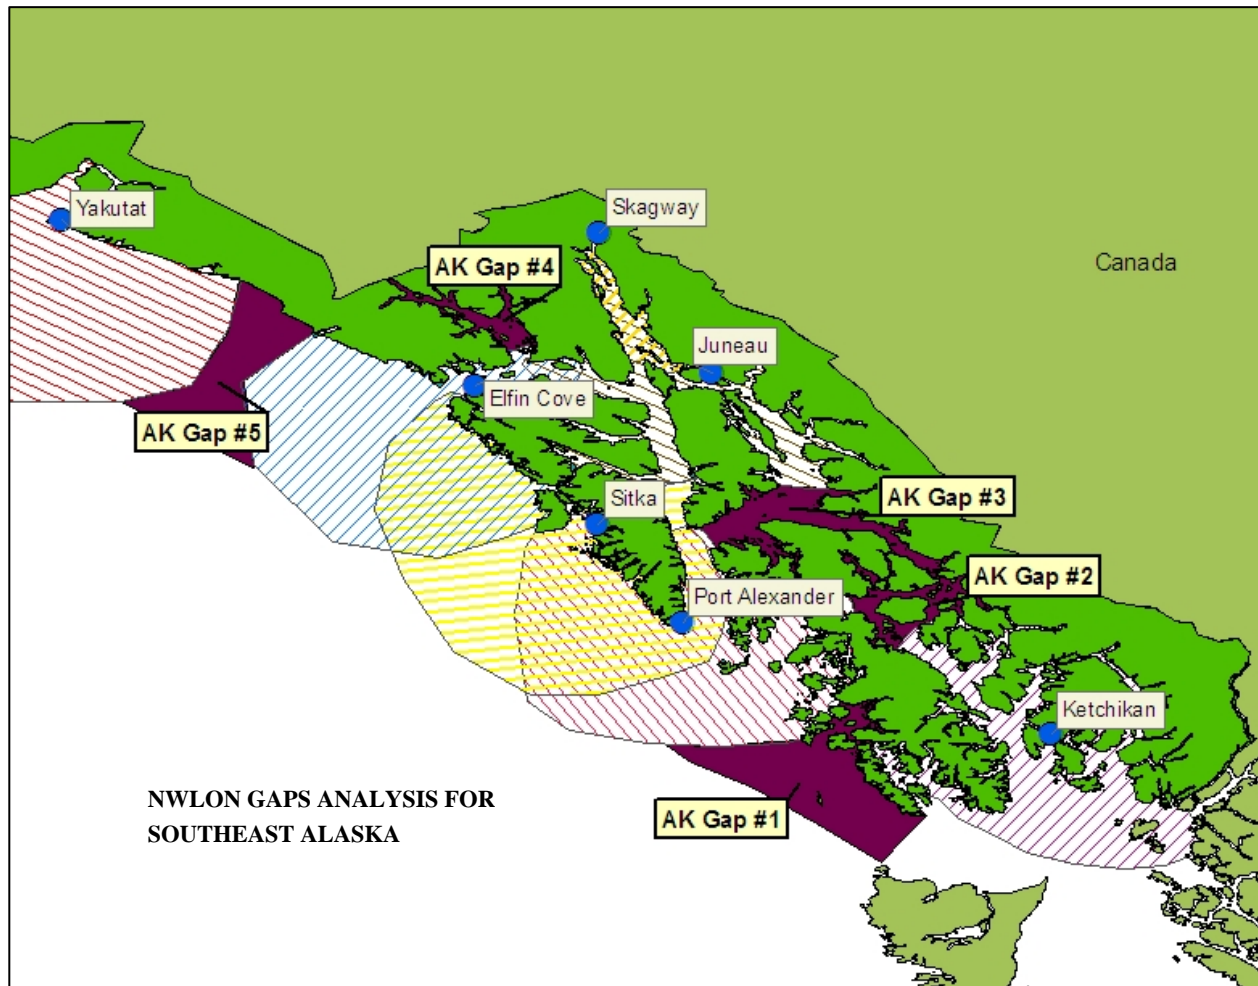 Yakutat
Skagway
AK Gap #4
Canada
Juneau
Elfin Cove
AK Gap #5
Sitka
AK Gap #3
AK Gap #2
Port Alexander
Ketchikan
NWLON GAPS ANALYSIS FOR
SOUTHEAST ALASKA
AK Gap #1